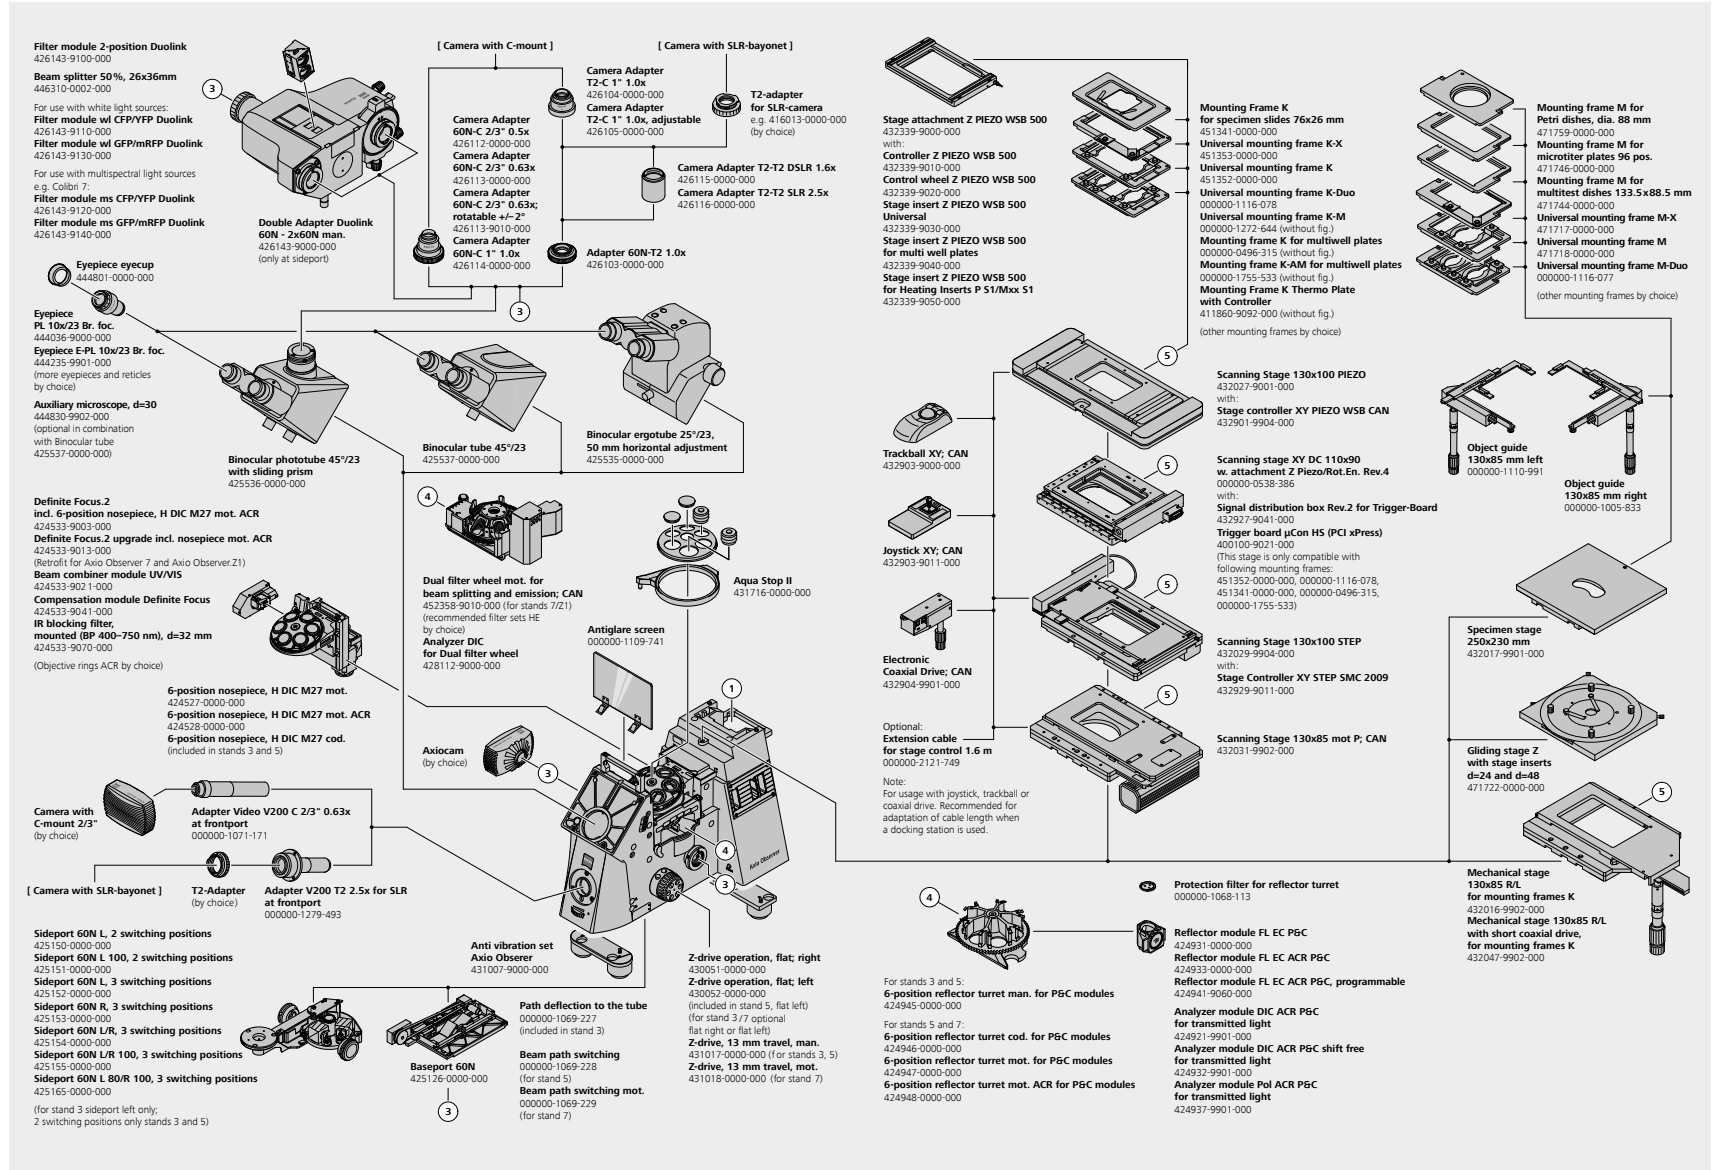 Filter module 2-position Duolink
426143-9100-000
Beam splitter 50%, 26x36mm
446310-0002-000
For use with white light sources:
Filter module wl CFP/YFP Duolink
426143-9110-000
Filter module wl GFP/mRFP Duolink
426143-9130-000
For use with multispectral light sources
e.g. Colibri 7:
Filter module ms CFP/YFP Duolink
426143-9120-000
Filter module ms GFP/mRFP Duolink
426143-9140-000
3
Double Adapter Duolink
60N - 2x60N man.
426143-9000-000
(only at sideport)
[ Camera with C-mount ]
[ Camera with SLR-bayonet ]
Camera Adapter
T2-C 1" 1.0x
426104-0000-000
Camera Adapter
T2-C 1" 1.0x, adjustable
426105-0000-000
T2-adapter
for SLR-camera
e.g. 416013-0000-000
(by choice)
Camera Adapter
60N-C 2/3" 0.5x
426112-0000-000
Camera Adapter
60N-C 2/3" 0.63x
426113-0000-000
Camera Adapter
60N-C 2/3" 0.63x;
rotatable +/−2°
426113-9010-000
Camera Adapter
60N-C 1" 1.0x
426114-0000-000
Camera Adapter T2-T2 DSLR 1.6x
426115-0000-000
Camera Adapter T2-T2 SLR 2.5x
426116-0000-000
Adapter 60N-T2 1.0x
426103-0000-000
3
Eyepiece eyecup
444801-0000-000
Eyepiece
PL 10x/23 Br. foc.
444036-9000-000
Eyepiece E-PL 10x/23 Br. foc.
444235-9901-000
(more eyepieces and reticles
by choice)
Auxiliary microscope, d=30
444830-9902-000
(optional in combination
with Binocular tube
425537-0000-000)
Binocular phototube 45°/23
with sliding prism
425536-0000-000
Binocular tube 45°/23
425537-0000-000
Binocular ergotube 25°/23,
50 mm horizontal adjustment
425535-0000-000
Definite Focus.2
incl. 6-position nosepiece, H DIC M27 mot. ACR
424533-9003-000
Definite Focus.2 upgrade incl. nosepiece mot. ACR
424533-9013-000
(Retrofit for Axio Observer 7 and Axio Observer.Z1)
Beam combiner module UV/VIS
424533-9021-000
Compensation module Definite Focus
424533-9041-000
IR blocking filter,
mounted (BP 400–750 nm), d=32 mm
424533-9070-000
(Objective rings ACR by choice)
6-position nosepiece, H DIC M27 mot.
424527-0000-000
6-position nosepiece, H DIC M27 mot. ACR
424528-0000-000
6-position nosepiece, H DIC M27 cod.
(included in stands 3 and 5)
4
Dual filter wheel mot. for
beam splitting and emission; CAN
452358-9010-000 (for stands 7/Z1)
(recommended filter sets HE
by choice)
Analyzer DIC
for Dual filter wheel
428112-9000-000
Aqua Stop II
431716-0000-000
Antiglare screen
000000-1109-741
1
Axiocam
(by choice)
3
4
3
Axio Observer
Camera with
C-mount 2/3"
(by choice)
Adapter Video V200 C 2/3" 0.63x
at frontport
000000-1071-171
[ Camera with SLR-bayonet ]
T2-Adapter
(by choice)
Adapter V200 T2 2.5x for SLR
at frontport
000000-1279-493
Sideport 60N L, 2 switching positions
425150-0000-000
Sideport 60N L 100, 2 switching positions
425151-0000-000
Sideport 60N L, 3 switching positions
425152-0000-000
Sideport 60N R, 3 switching positions
425153-0000-000
Sideport 60N L/R, 3 switching positions
425154-0000-000
Sideport 60N L/R 100, 3 switching positions
425155-0000-000
Sideport 60N L 80/R 100, 3 switching positions
425165-0000-000
(for stand 3 sideport left only;
2 switching positions only stands 3 and 5)
Anti vibration set
Axio Obserer
431007-9000-000
Baseport 60N
425126-0000-000
3
Path deflection to the tube
000000-1069-227
(included in stand 3)
Beam path switching
000000-1069-228
(for stand 5)
Beam path switching mot.
000000-1069-229
(for stand 7)
Z-drive operation, flat; right
430051-0000-000
Z-drive operation, flat; left
430052-0000-000
(included in stand 5, flat left)
(for stand 3/7 optional
flat right or flat left)
Z-drive, 13 mm travel, man.
431017-0000-000 (for stands 3, 5)
Z-drive, 13 mm travel, mot.
431018-0000-000 (for stand 7)
Stage attachment Z PIEZO WSB 500
432339-9000-000
with:
Controller Z PIEZO WSB 500
432339-9010-000
Control wheel Z PIEZO WSB 500
432339-9020-000
Stage insert Z PIEZO WSB 500
Universal
432339-9030-000
Stage insert Z PIEZO WSB 500
for multi well plates
432339-9040-000
Stage insert Z PIEZO WSB 500
for Heating Inserts P S1/Mxx S1
432339-9050-000
Mounting Frame K
for specimen slides 76x26 mm
451341-0000-000
Universal mounting frame K-X
451353-0000-000
Universal mounting frame K
451352-0000-000
Universal mounting frame K-Duo
000000-1116-078
Universal mounting frame K-M
000000-1272-644 (without fig.)
Mounting frame K for multiwell plates
000000-0496-315 (without fig.)
Mounting frame K-AM for multiwell plates
000000-1755-533 (without fig.)
Mounting Frame K Thermo Plate
with Controller
411860-9092-000 (without fig.)
(other mounting frames by choice)
Mounting frame M for
Petri dishes, dia. 88 mm
471759-0000-000
Mounting frame M for
microtiter plates 96 pos.
471746-0000-000
Mounting frame M for
multitest dishes 133.5x88.5 mm
471744-0000-000
Universal mounting frame M-X
471717-0000-000
Universal mounting frame M
471718-0000-000
Universal mounting frame M-Duo
000000-1116-077
(other mounting frames by choice)
5
Scanning Stage 130x100 PIEZO
432027-9001-000
with:
Stage controller XY PIEZO WSB CAN
432901-9904-000
Trackball XY; CAN
432903-9000-000
5
Scanning stage XY DC 110x90
w. attachment Z Piezo/Rot.En. Rev.4
000000-0538-386
with:
Signal distribution box Rev.2 for Trigger-Board
432927-9041-000
Trigger board µCon HS (PCI xPress)
400100-9021-000
(This stage is only compatible with
following mounting frames:
451352-0000-000, 000000-1116-078,
451341-0000-000, 000000-0496-315,
000000-1755-533)
Joystick XY; CAN
432903-9011-000
5
Electronic
Coaxial Drive; CAN
432904-9901-000
Scanning Stage 130x100 STEP
432029-9904-000
with:
Stage Controller XY STEP SMC 2009
432929-9011-000
5
Optional:
Extension cable
for stage control 1.6 m
000000-2121-749
Note:
For usage with joystick, trackball or
coaxial drive. Recommended for
adaptation of cable length when
a docking station is used.
Scanning Stage 130x85 mot P; CAN
432031-9902-000
Object guide
130x85 mm left
000000-1110-991
Object guide
130x85 mm right
000000-1005-833
Specimen stage
250x230 mm
432017-9901-000
Gliding stage Z
with stage inserts
d=24 and d=48
471722-0000-000
5
Mechanical stage
130x85 R/L
for mounting frames K
432016-9902-000
Mechanical stage 130x85 R/L
with short coaxial drive,
for mounting frames K
432047-9902-000
4
For stands 3 and 5:
6-position reflector turret man. for P&C modules
424945-0000-000
For stands 5 and 7:
6-position reflector turret cod. for P&C modules
424946-0000-000
6-position reflector turret mot. for P&C modules
424947-0000-000
6-position reflector turret mot. ACR for P&C modules
424948-0000-000
Protection filter for reflector turret
000000-1068-113
Reflector module FL EC P&C
424931-0000-000
Reflector module FL EC ACR P&C
424933-0000-000
Reflector module FL EC ACR P&C, programmable
424941-9060-000
Analyzer module DIC ACR P&C
for transmitted light
424921-9901-000
Analyzer module DIC ACR P&C shift free
for transmitted light
424932-9901-000
Analyzer module Pol ACR P&C
for transmitted light
424937-9901-000